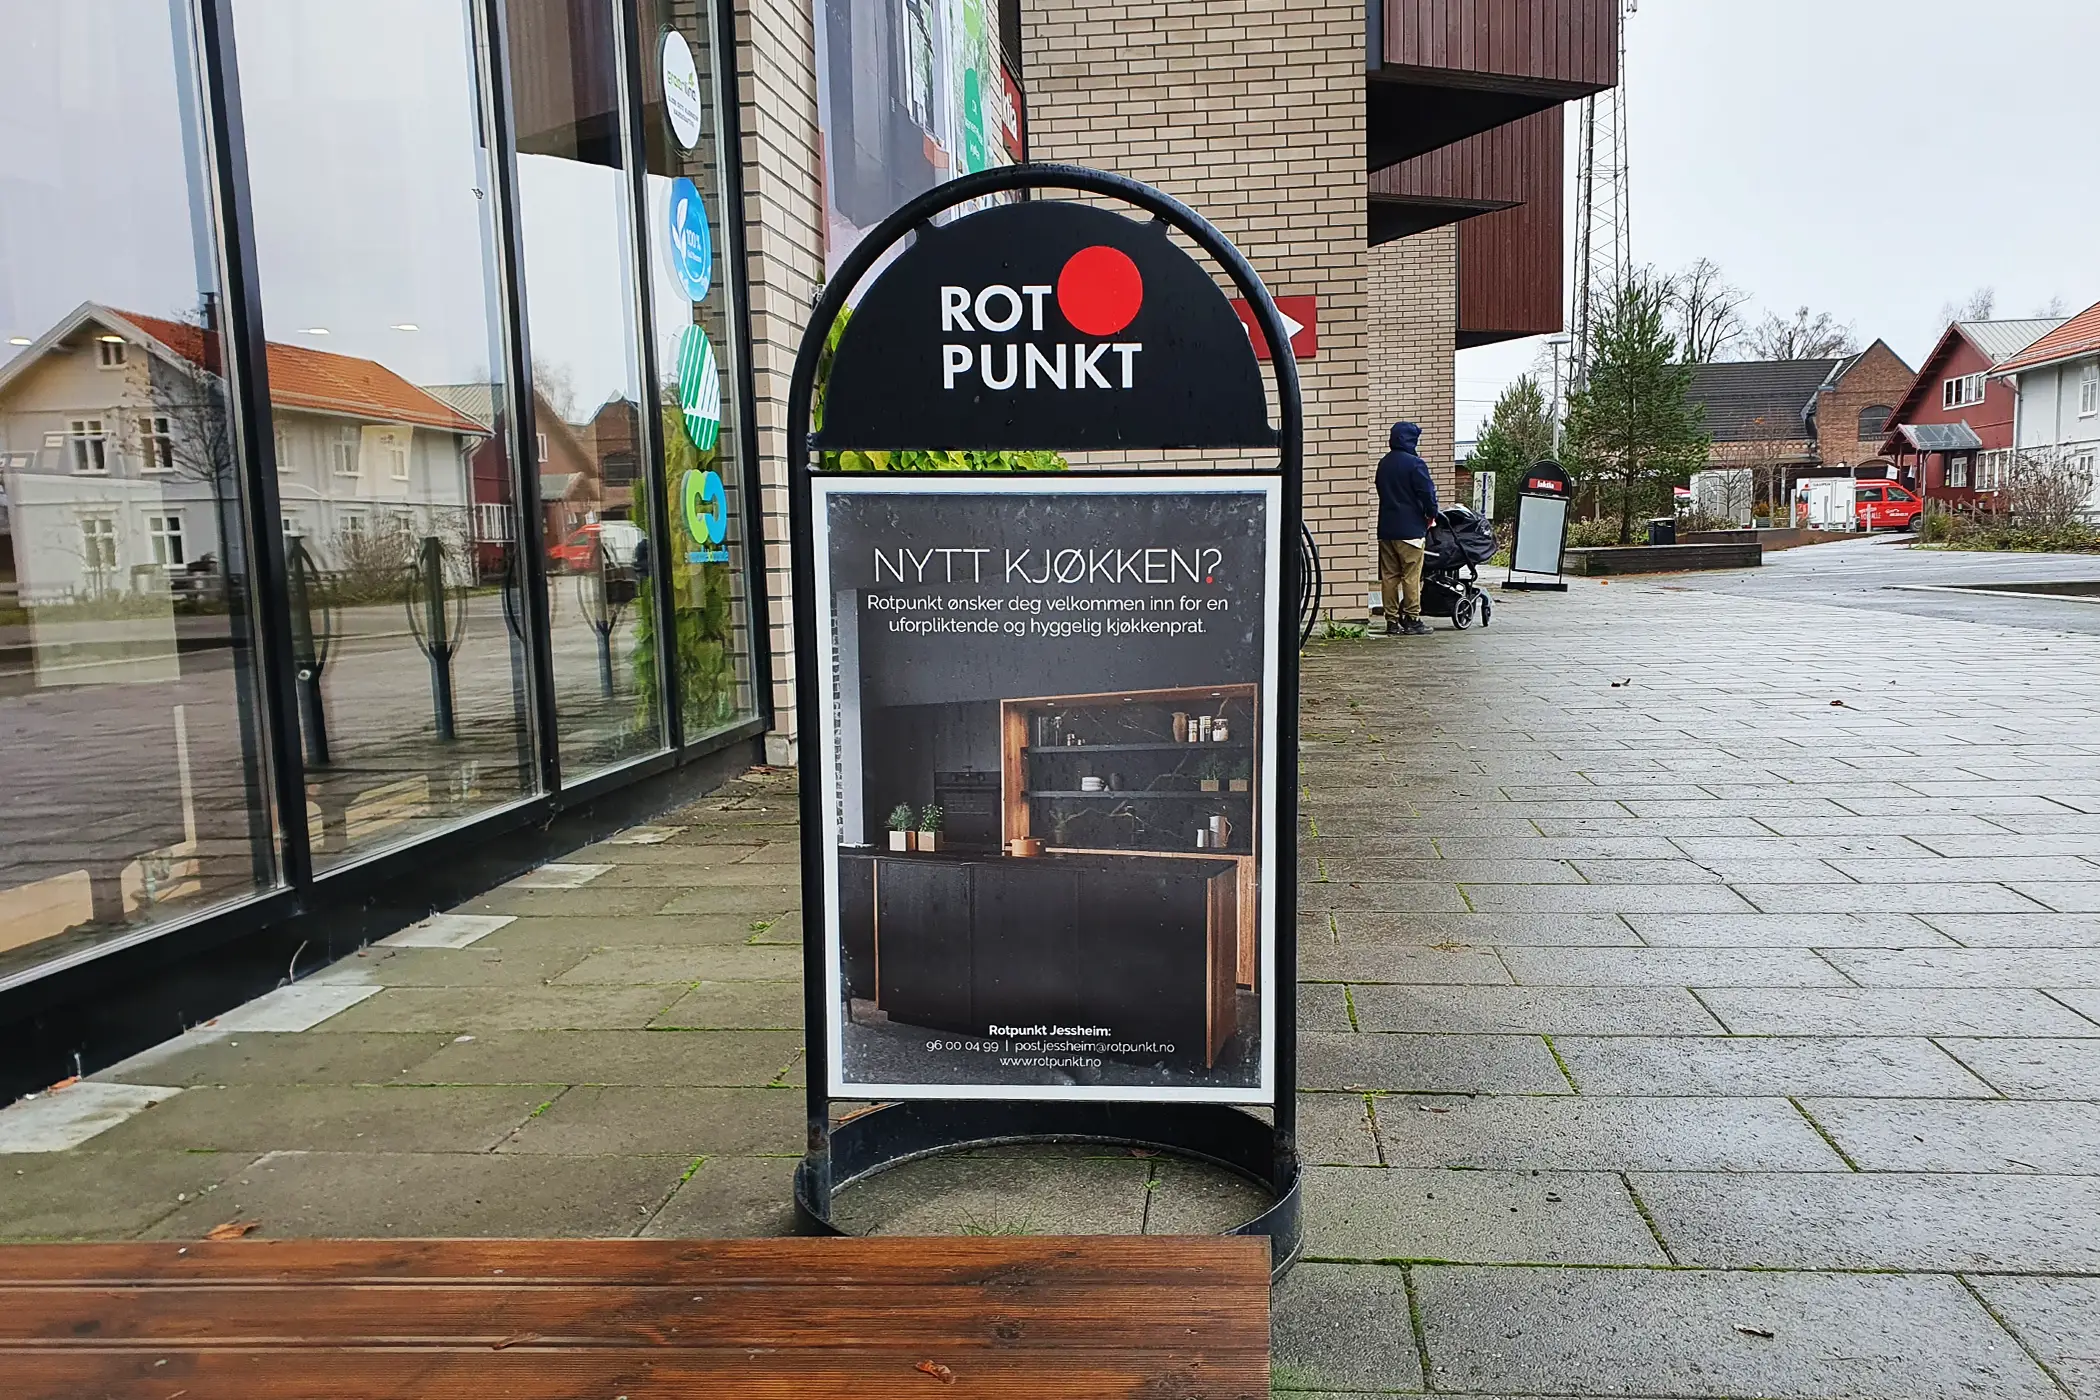 ROT
PUNKT
NYTT KJØKKEN?
Rotpunkt ønsker deg velkommen inn for en
uforpliktende og hyggelig kjøkkenprat.
Rotpunkt Jessheim:
96 00 04 99 | post.jessheim@rotpunkt.no
www.rotpunkt.no
100%